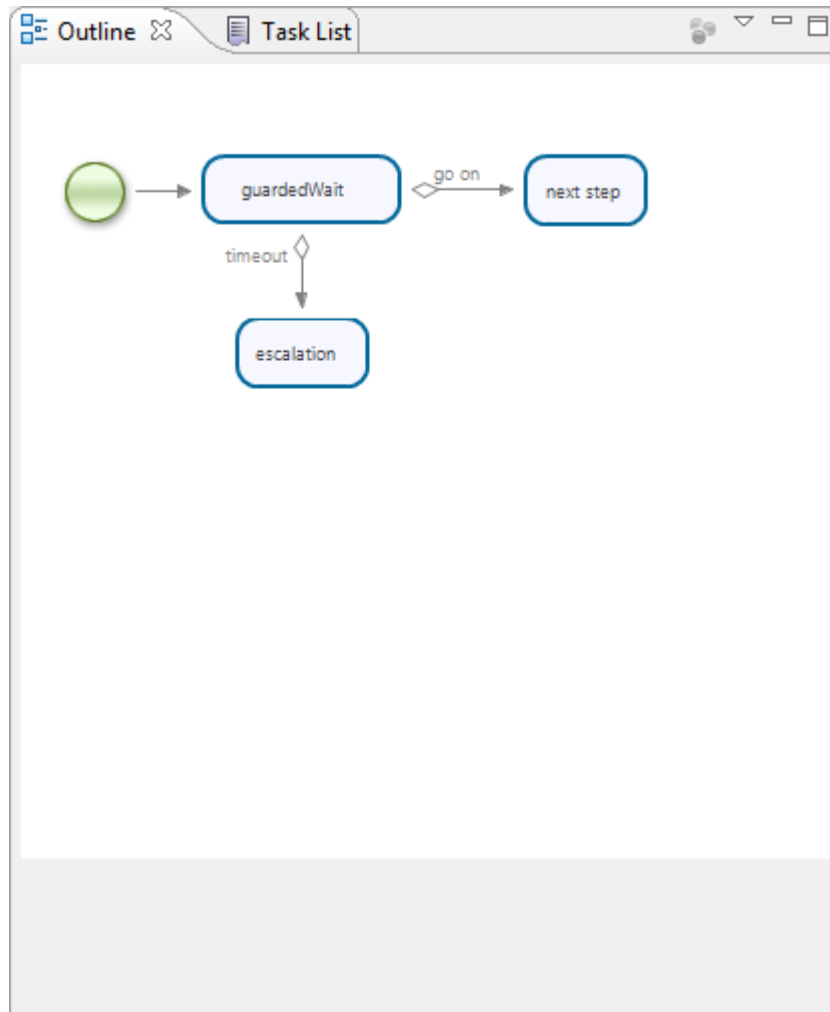 Outline
Task List
go on
guardedWait
next step
timeout
escalation